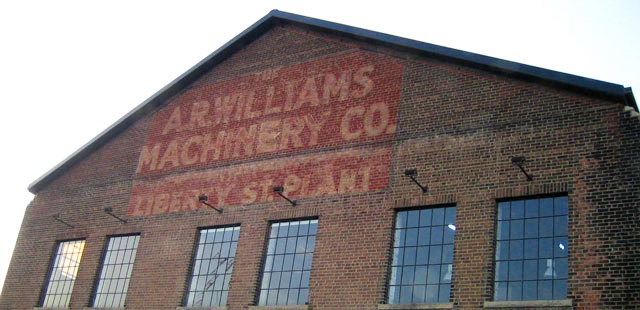 THE
A.R. WILLIAMS
MACHINERY CO.
LIBERTY ST. PLANT